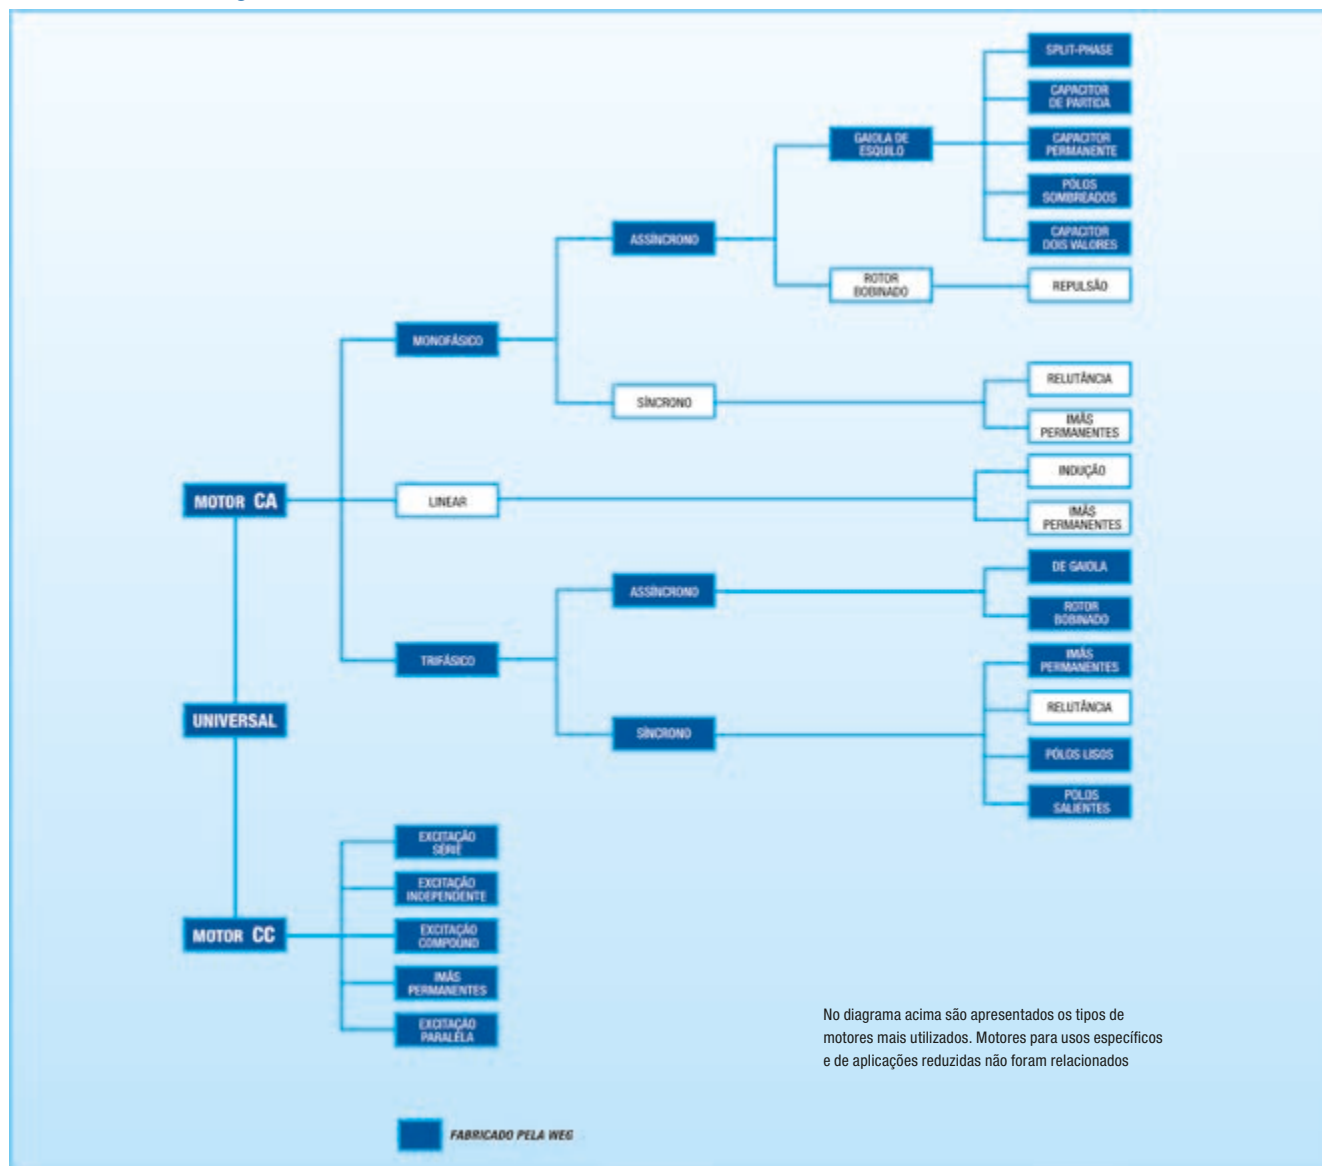 SPLIT-PHASE
CAPACITOR
DE PARTIDA
GAIOLA DE
ESQUILO
CAPACITOR
PERMANENTE
PÓLOS
SOMBREADOS
ASSÍNCRONO
CAPACITOR
DOIS VALORES
ROTOR
BOBINADO
REPULSÃO
MONOFÁSICO
RELUTÂNCIA
SÍNCRONO
IMÃS
PERMANENTES
INDUÇÃO
MOTOR CA
LINEAR
IMÃS
PERMANENTES
DE GAIOLA
ASSÍNCRONO
ROTOR
BOBINADO
TRIFÁSICO
IMÃS
PERMANENTES
RELUTÂNCIA
UNIVERSAL
SÍNCRONO
PÓLOS LISOS
PÓLOS
SALIENTES
EXCITAÇÃO
SÉRIE
EXCITAÇÃO
INDEPENDENTE
MOTOR CC
EXCITAÇÃO
COMPOUND
IMÃS
PERMANENTES
EXCITAÇÃO
PARALÉLA
No diagrama acima são apresentados os tipos de
motores mais utilizados. Motores para usos específicos
e de aplicações reduzidas não foram relacionados
FABRICADO PELA WEG